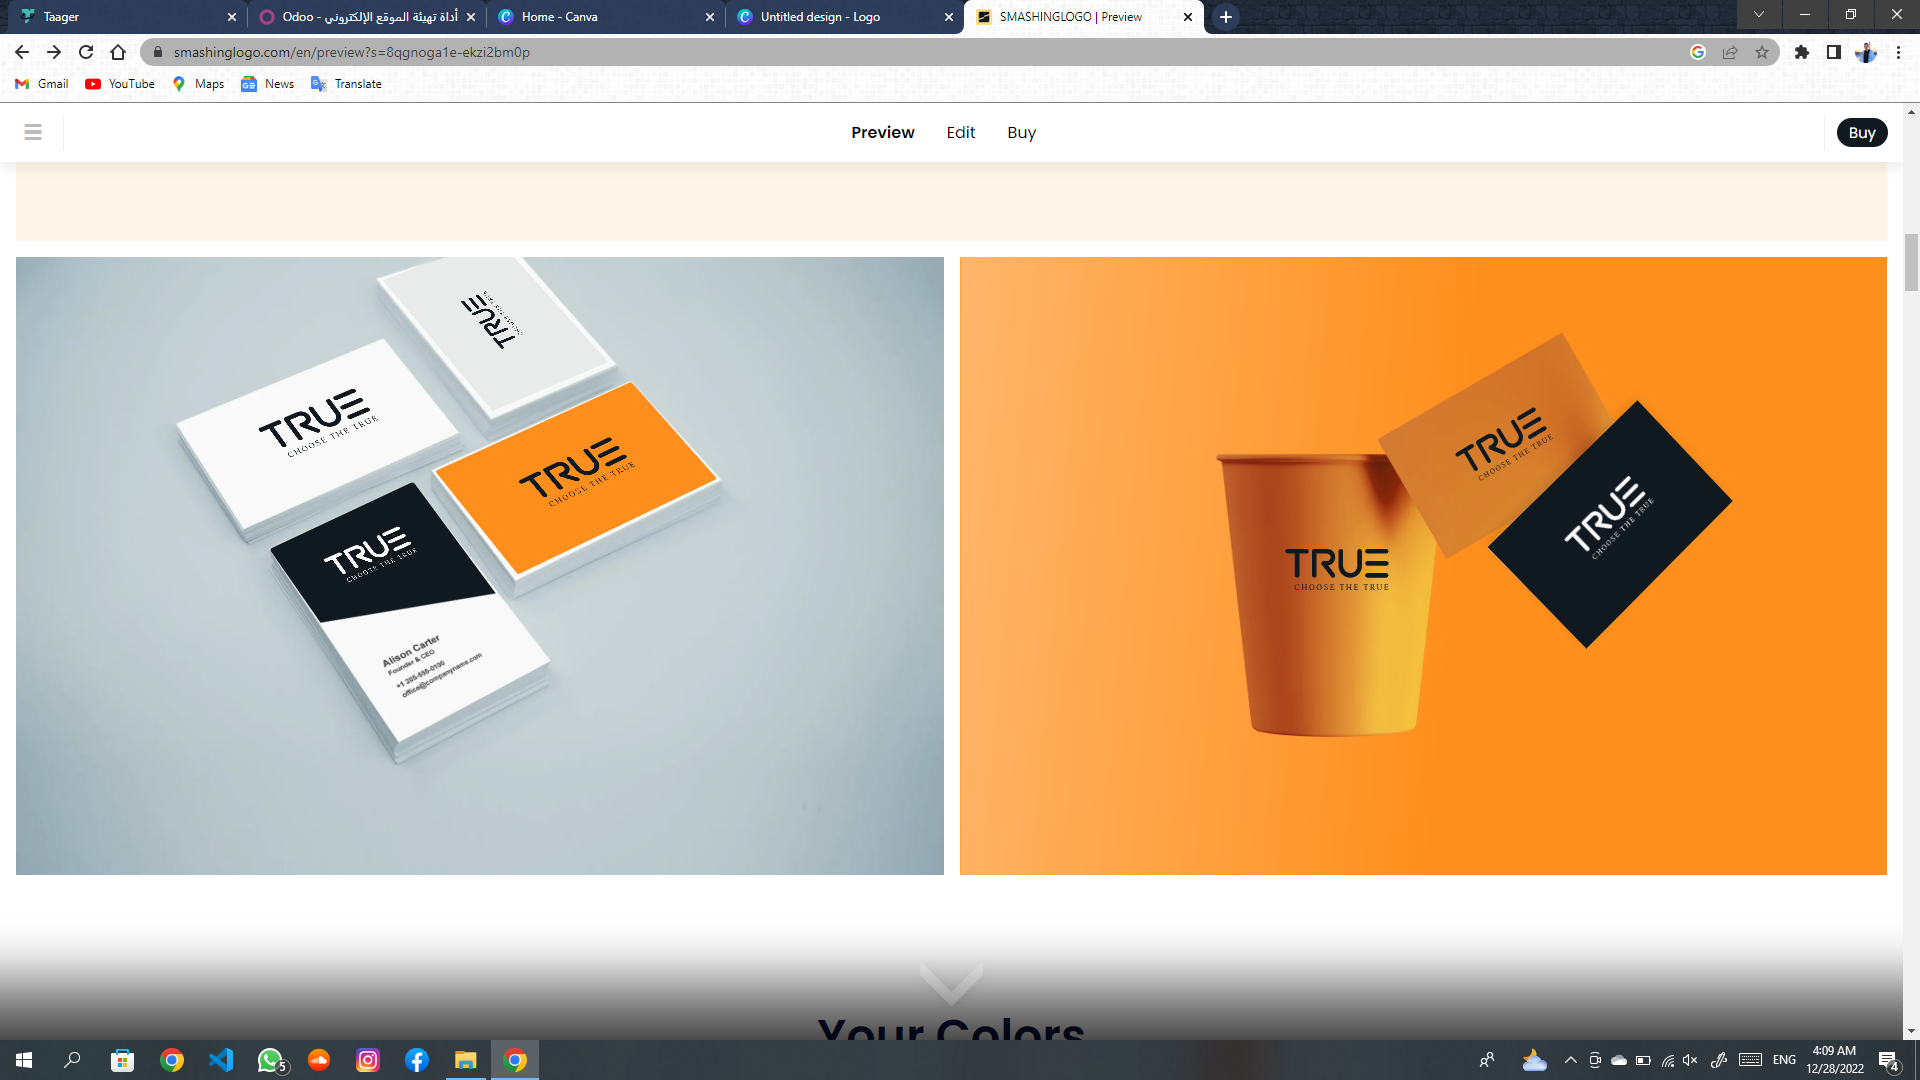 Taager
Odoo - أداة تهيئة الموقع الإلكتروني
Home - Canva
Untitled design - Logo
SMASHINGLOGO | Preview
smashinglogo.com/en/preview?s=8qgnoga1e-ekzi2bm0p
Gmail
YouTube
Maps
News
Translate
Preview
Edit
Buy
Buy
TRUE
CHOOSE THE TRUE
TRUE
CHOOSE THE TRUE
TRUE
CHOOSE THE TRUE
TRUE
CHOOSE THE TRUE
Alison Carter
Founder & CEO
+1 205-555-0100
office@companyname.com
TRUE
CHOOSE THE TRUE
TRUE
CHOOSE THE TRUE
TRUE
CHOOSE THE TRUE
Your Colors
5
ENG
4:09 AM
12/28/2022
4